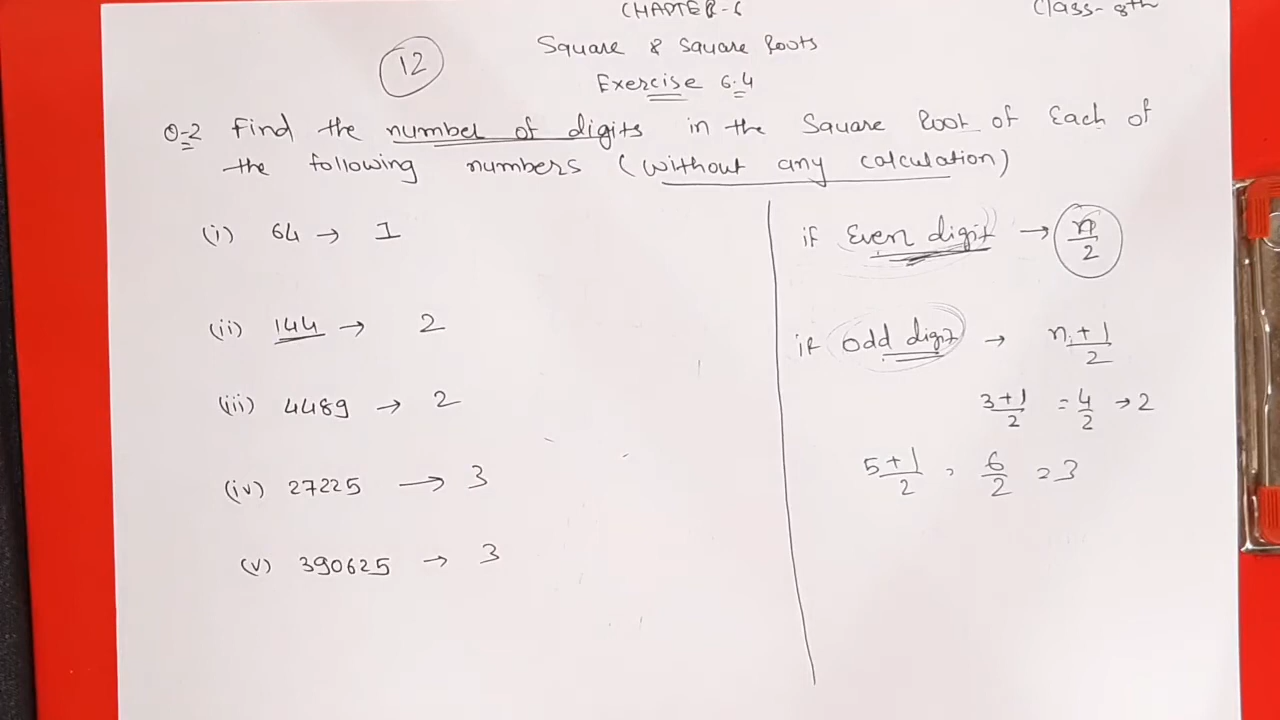 CHAPTER-6
Class-8th
12
Square & Square Roots
Exercise 6.4
Q-2 Find the number of digits in the Square Root of Each of
the following numbers (without any calculation)
(i) 64 → 1
(ii) 144 → 2
(iii) 4489 → 2
(iv) 27225 → 3
(v) 390625 → 3
if Even digit → n/2
if odd digit → n+1/2
3+1/2 = 4/2 → 2
5+1/2 = 6/2 = 3